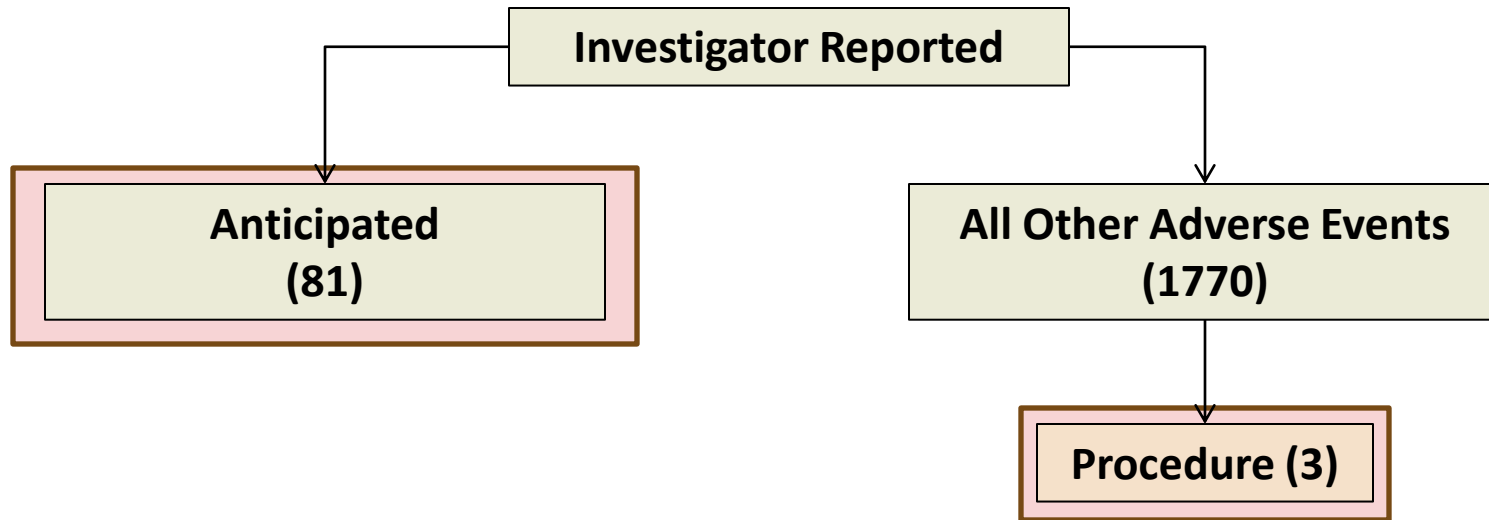 Investigator Reported
Anticipated
(81)
All Other Adverse Events
(1770)
Procedure (3)